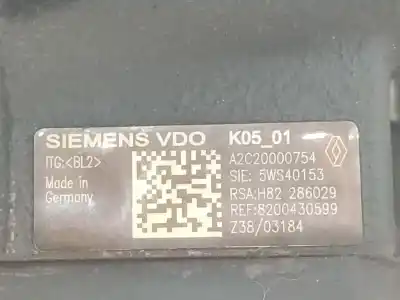 SIEMENS VDO K05_01
ITG:<BL2>
Made in
Germany
A2C20000754
SIE: 5WS40153
RSA:H82 286029
REF:8200430599
Z38/03184